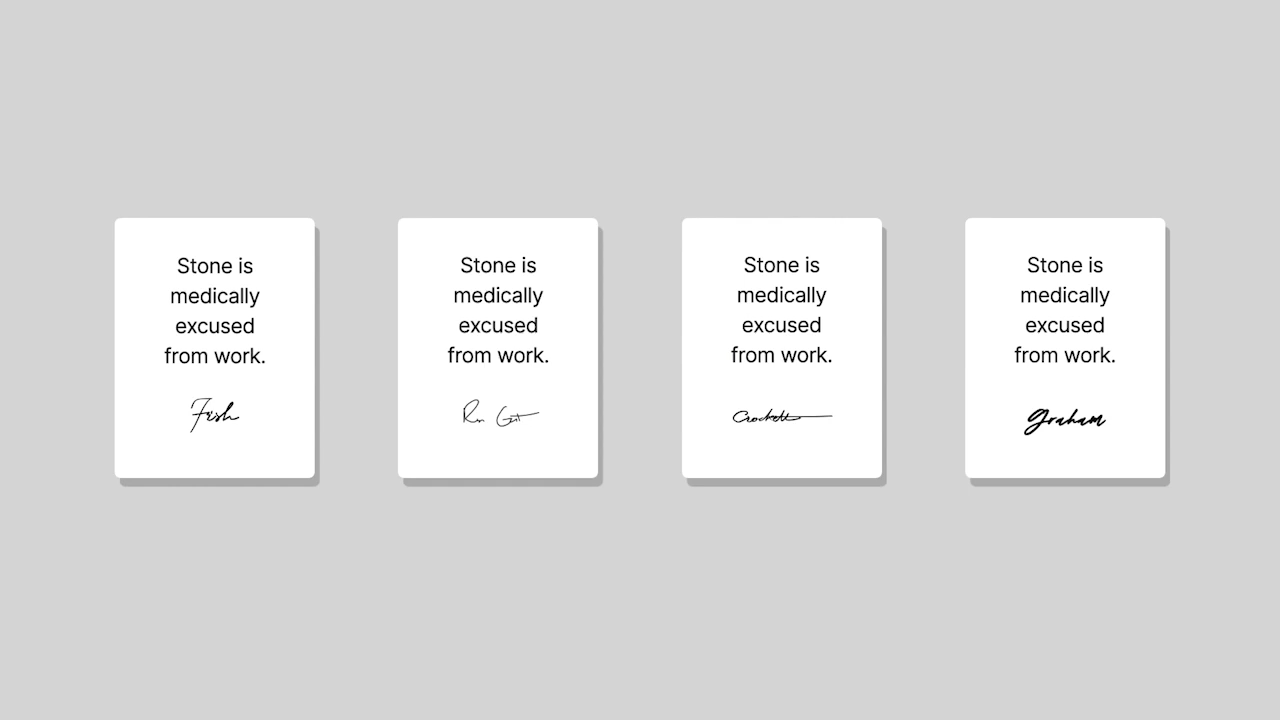 Stone is
medically
excused
from work.
Fish
Stone is
medically
excused
from work.
Stone is
medically
excused
from work.
Crockett
Stone is
medically
excused
from work.
Graham